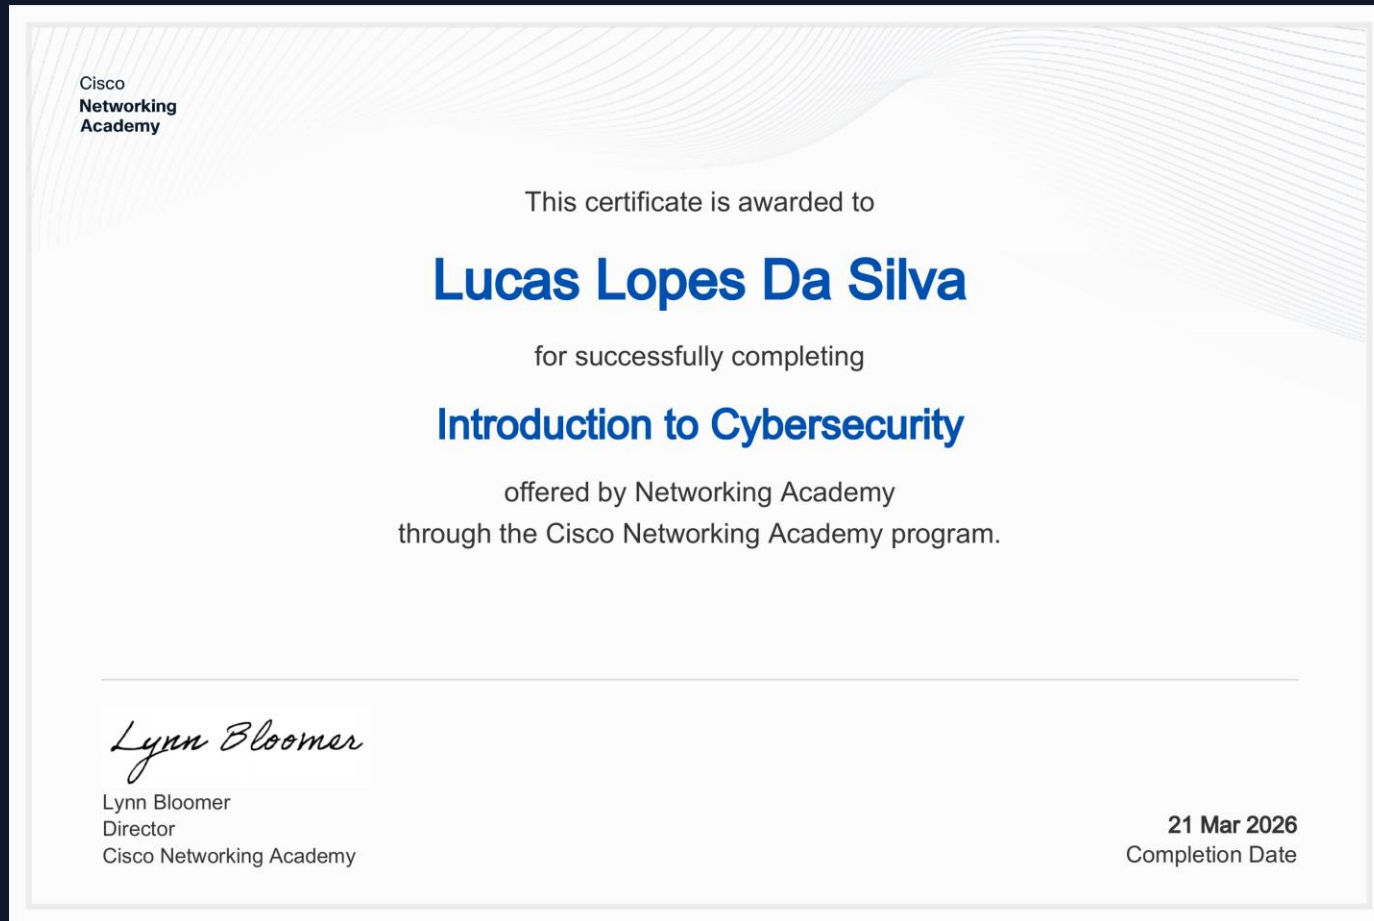 Cisco
Networking
Academy
This certificate is awarded to
Lucas Lopes Da Silva
for successfully completing
Introduction to Cybersecurity
offered by Networking Academy
through the Cisco Networking Academy program.
Lynn Bloomer
Lynn Bloomer
Director
Cisco Networking Academy
21 Mar 2026
Completion Date